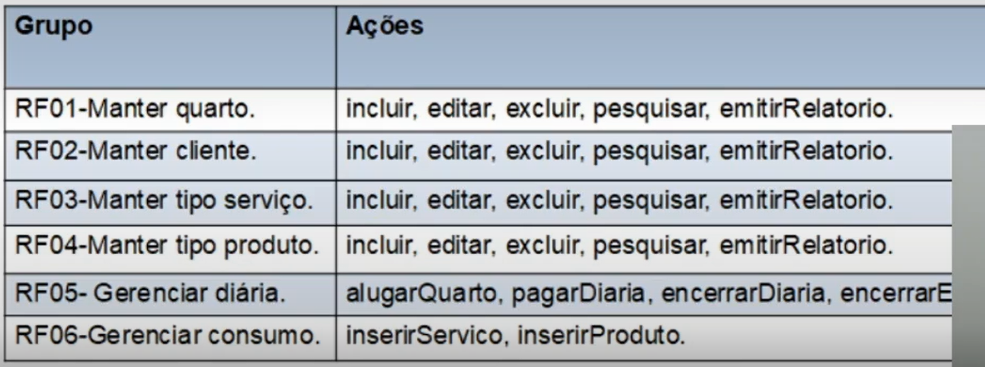 Grupo Ações
RF01-Manter quarto. incluir, editar, excluir, pesquisar, emitirRelatorio.
RF02-Manter cliente. incluir, editar, excluir, pesquisar, emitirRelatorio.
RF03-Manter tipo serviço. incluir, editar, excluir, pesquisar, emitirRelatorio.
RF04-Manter tipo produto. incluir, editar, excluir, pesquisar, emitirRelatorio.
RF05- Gerenciar diária. alugarQuarto, pagarDiaria, encerrarDiaria,
RF06-Gerenciar consumo. inserirServico, inserirProduto.